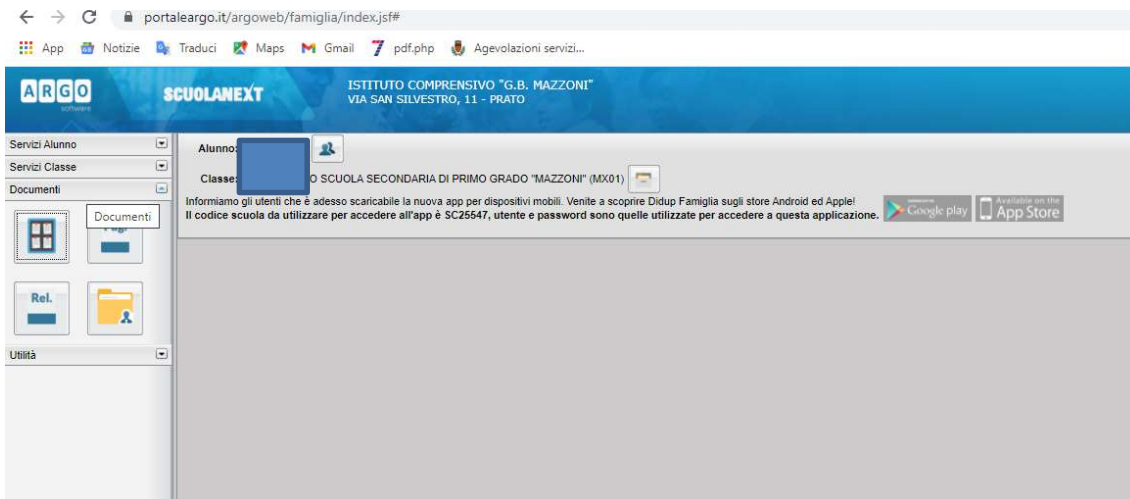 portaleargo.it/argoweb/famiglia/index.jsf#
App Notizie Traduci Maps Gmail 7 pdf.php Agevolazioni servizi...
ARGO
software
SCUOLANEXT
ISTITUTO COMPRENSIVO "G.B. MAZZONI"
VIA SAN SILVESTRO, 11 - PRATO
Servizi Alunno
Servizi Classe
Documenti
Documenti
Rel.
Utilità
Alunno:
Classe: O SCUOLA SECONDARIA DI PRIMO GRADO "MAZZONI" (MX01)
Informiamo gli utenti che è adesso scaricabile la nuova app per dispositivi mobili. Venite a scoprire Didup Famiglia sugli store Android ed Apple!
Il codice scuola da utilizzare per accedere all'app è SC25547, utente e password sono quelle utilizzate per accedere a questa applicazione.
Google play
Available on the
App Store